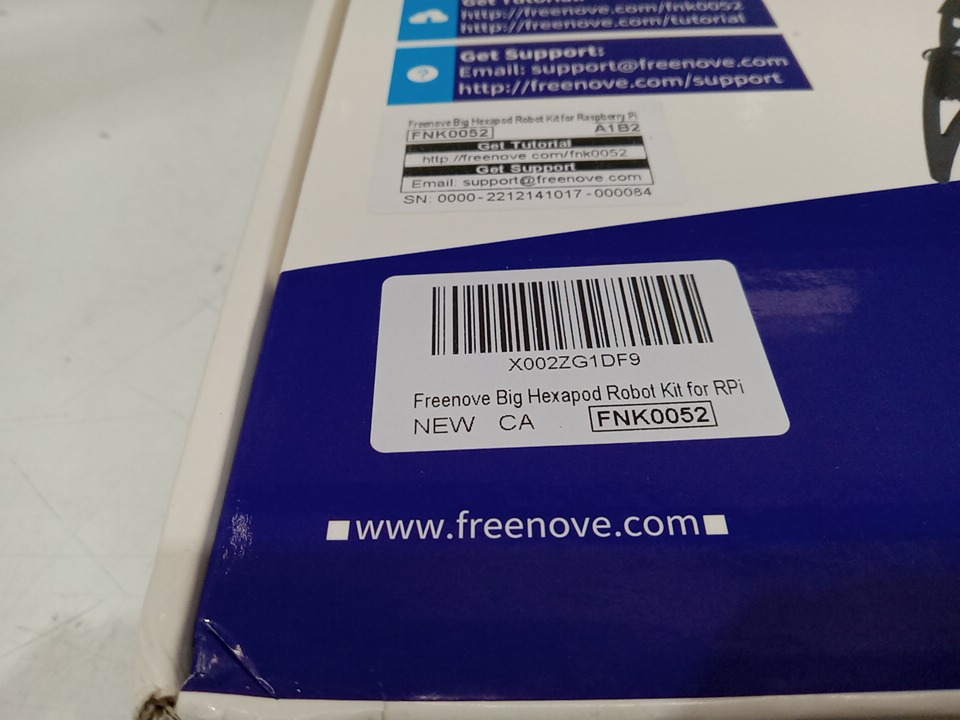 Get Tutorial:
http://freenove.com/fnk0052
http://freenove.com/tutorial
Get Support:
Email: support@freenove.com
http://freenove.com/support
Freenove Big Hexapod Robot Kit for Raspberry Pi
FNK0052 A1B2
Get Tutorial
http://freenove.com/fnk0052
Get Support
Email: support@freenove.com
SN: 0000-2212141017-000084
X002ZG1DF9
Freenove Big Hexapod Robot Kit for RPi
NEW CA FNK0052
www.freenove.com